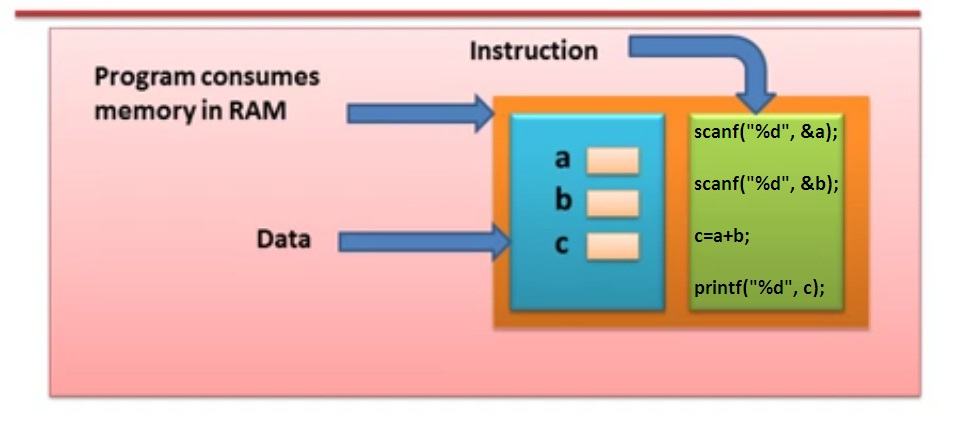 Instruction
Program consumes
memory in RAM
Data
a
b
c
scanf("%d", &a);
scanf("%d", &b);
c=a+b;
printf("%d", c);